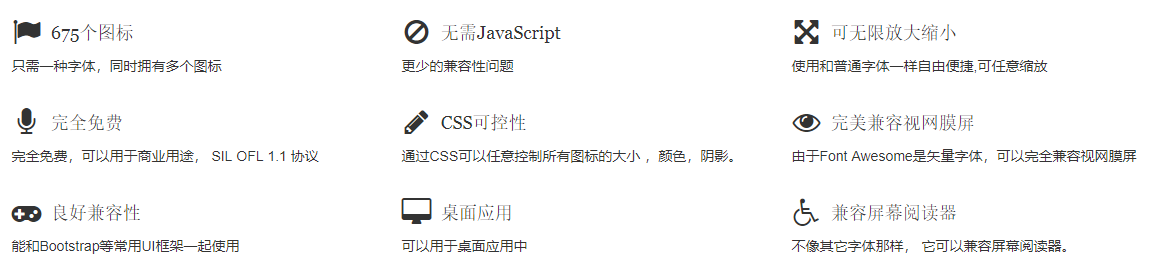 675个图标
只需一种字体，同时拥有多个图标
无需JavaScript
更少的兼容性问题
可无限放大缩小
使用和普通字体一样自由便捷,可任意缩放
完全免费
完全免费，可以用于商业用途， SIL OFL 1.1 协议
CSS可控性
通过CSS可以任意控制所有图标的大小 ，颜色，阴影。
完美兼容视网膜屏
由于Font Awesome是矢量字体，可以完全兼容视网膜屏
良好兼容性
能和Bootstrap等常用UI框架一起使用
桌面应用
可以用于桌面应用中
兼容屏幕阅读器
不像其它字体那样， 它可以兼容屏幕阅读器。